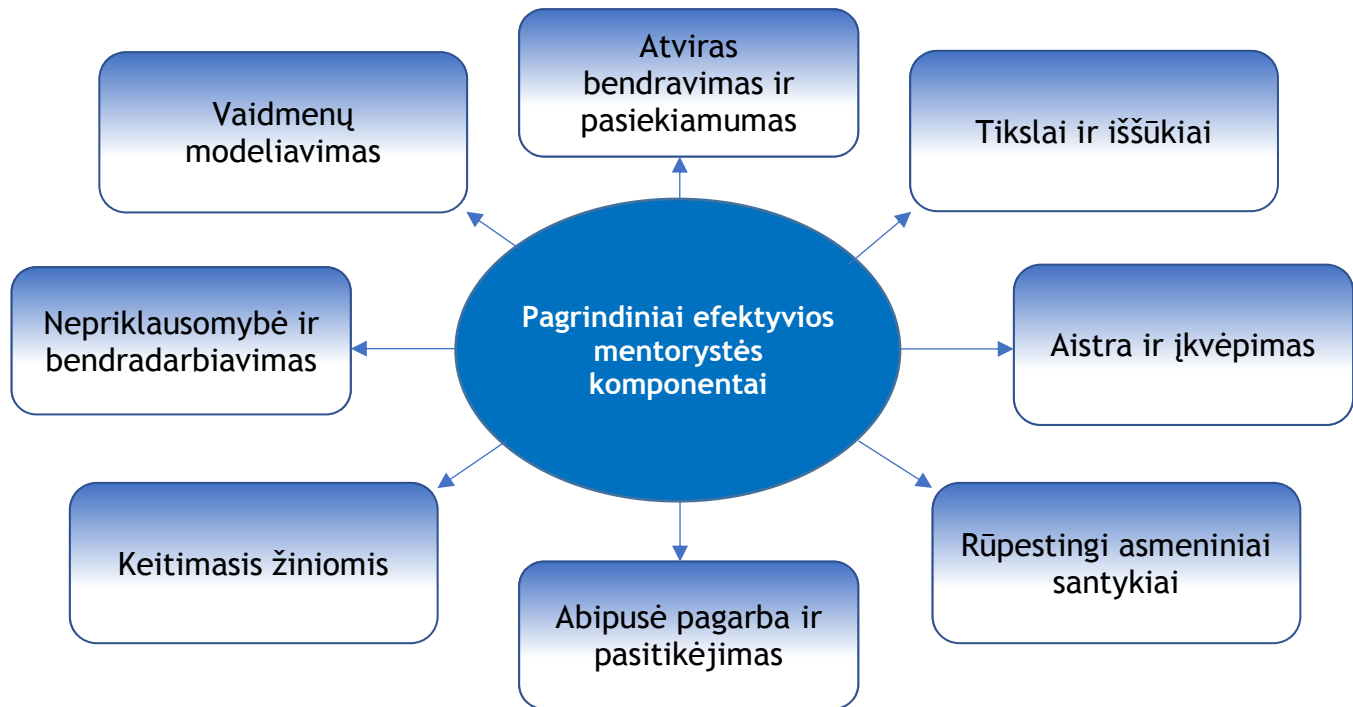 Atviras
bendravimas ir
pasiekiamumas
Vaidmenų
modeliavimas
Tikslai ir iššūkiai
Nepriklausomybė ir
bendradarbiavimas
Pagrindiniai efektyvios
mentorystės
komponentai
Aistra ir įkvėpimas
Keitimasis žiniomis
Rūpestingi asmeniniai
santykiai
Abipusė pagarba ir
pasitikėjimas